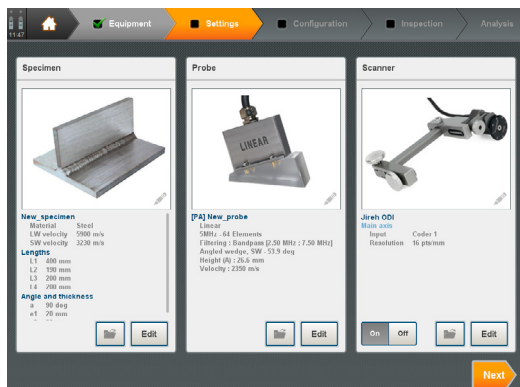 11:47
Equipment
Settings
Configuration
Inspection
Analysis
Specimen
New_specimen
Material Steel
LW velocity 5900 m/s
SW velocity 3230 m/s
Lengths
L1 400 mm
L2 190 mm
L3 200 mm
L4 200 mm
Angle and thickness
a 90 deg
e1 20 mm
Edit
Probe
LINEAR
[PA] New_probe
Linear
5MHz - 64 Elements
Filtering : Bandpass [2.50 MHz : 7.50 MHz]
Angled wedge, SW - 53.9 deg
Height (A) : 26.6 mm
Velocity : 2350 m/s
Edit
Scanner
Jireh ODI
Main axis
Input Coder 1
Resolution 16 pts/mm
On Off
Edit
Next